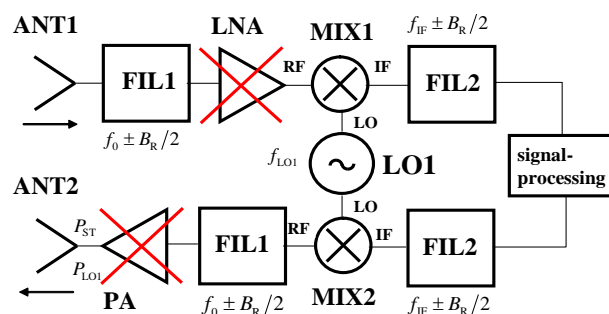 ANT1
LNA
MIX1
f_IF ± B_R/2
FIL1
RF
IF
FIL2
f_0 ± B_R/2
LO
f_LO1
~
LO1
signal-
processing
ANT2
LO
P_ST
FIL1
RF
IF
FIL2
P_LO1
PA
f_0 ± B_R/2
MIX2
f_IF ± B_R/2